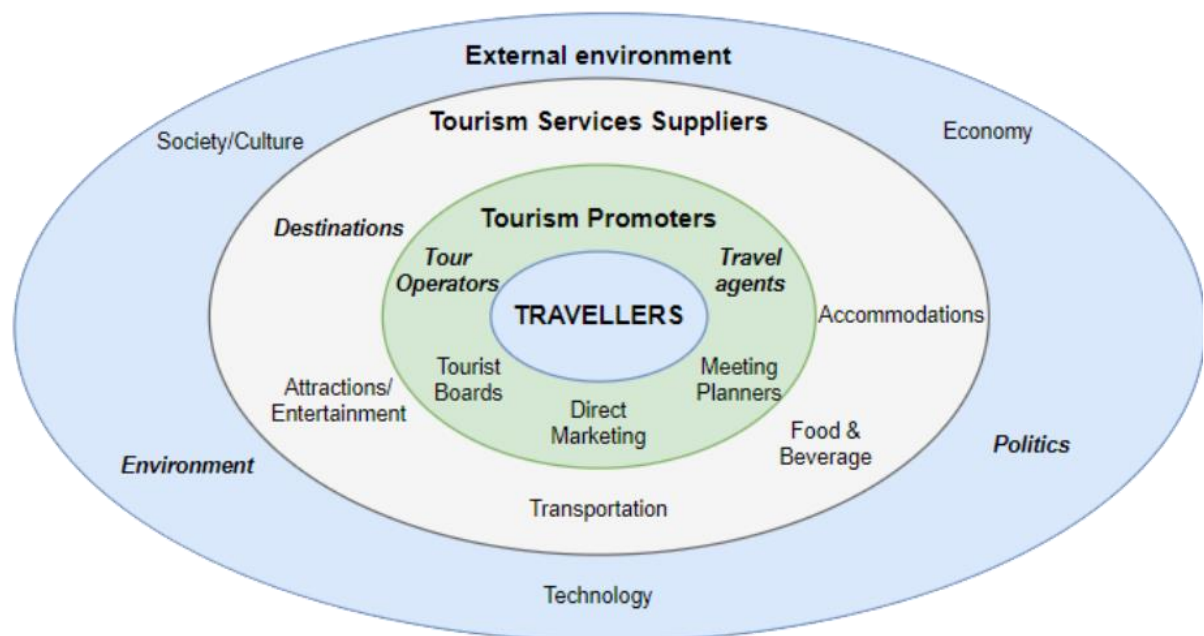 External environment
Society/Culture
Economy
Tourism Services Suppliers
Destinations
Tourism Promoters
Tour
Operators
Travel
agents
TRAVELLERS
Accommodations
Tourist
Boards
Meeting
Planners
Attractions/
Entertainment
Direct
Marketing
Food &
Beverage
Environment
Politics
Transportation
Technology